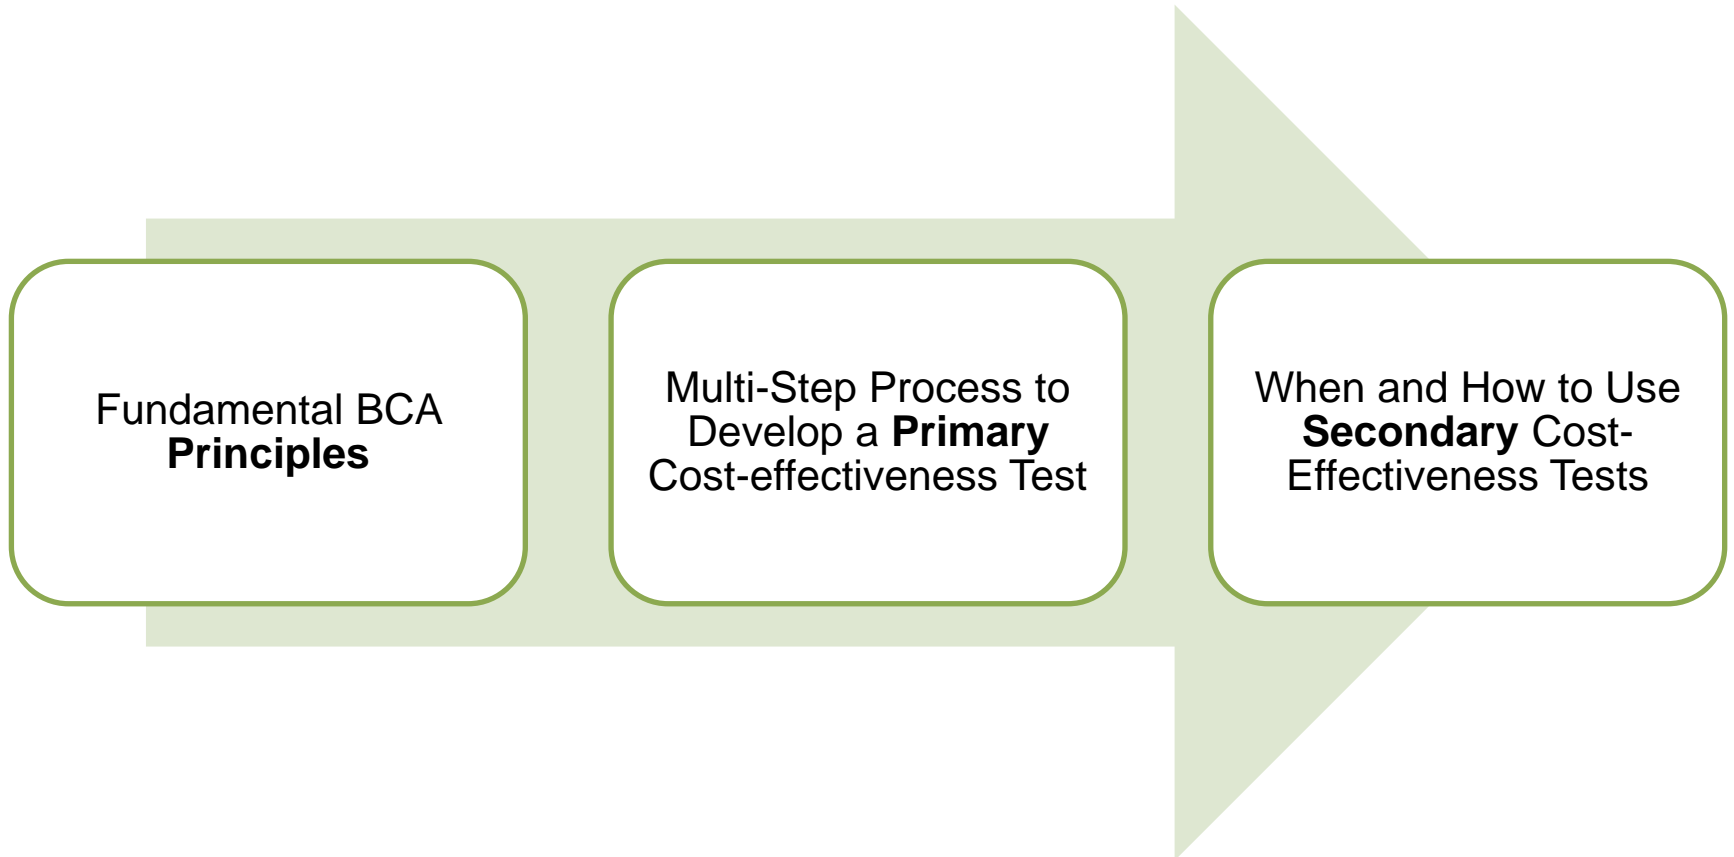 Fundamental BCA
Principles
Multi-Step Process to
Develop a Primary
Cost-effectiveness Test
When and How to Use
Secondary Cost-
Effectiveness Tests